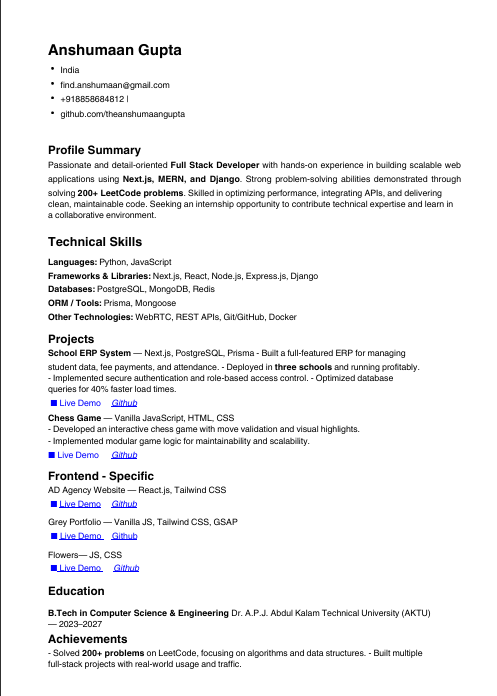 Anshumaan Gupta
• India
• find.anshumaan@gmail.com
• +918858684812 |
• github.com/theanshumaangupta
Profile Summary
Passionate and detail-oriented Full Stack Developer with hands-on experience in building scalable web
applications using Next.js, MERN, and Django. Strong problem-solving abilities demonstrated through
solving 200+ LeetCode problems. Skilled in optimizing performance, integrating APIs, and delivering
clean, maintainable code. Seeking an internship opportunity to contribute technical expertise and learn in
a collaborative environment.
Technical Skills
Languages: Python, JavaScript
Frameworks & Libraries: Next.js, React, Node.js, Express.js, Django
Databases: PostgreSQL, MongoDB, Redis
ORM / Tools: Prisma, Mongoose
Other Technologies: WebRTC, REST APIs, Git/GitHub, Docker
Projects
School ERP System — Next.js, PostgreSQL, Prisma - Built a full-featured ERP for managing
student data, fee payments, and attendance. - Deployed in three schools and running profitably.
- Implemented secure authentication and role-based access control. - Optimized database
queries for 40% faster load times.
■ Live Demo Github
Chess Game — Vanilla JavaScript, HTML, CSS
- Developed an interactive chess game with move validation and visual highlights.
- Implemented modular game logic for maintainability and scalability.
■ Live Demo Github
Frontend - Specific
AD Agency Website — React.js, Tailwind CSS
■ Live Demo Github
Grey Portfolio — Vanilla JS, Tailwind CSS, GSAP
■ Live Demo Github
Flowers— JS, CSS
■ Live Demo Github
Education
B.Tech in Computer Science & Engineering Dr. A.P.J. Abdul Kalam Technical University (AKTU)
— 2023–2027
Achievements
- Solved 200+ problems on LeetCode, focusing on algorithms and data structures. - Built multiple
full-stack projects with real-world usage and traffic.